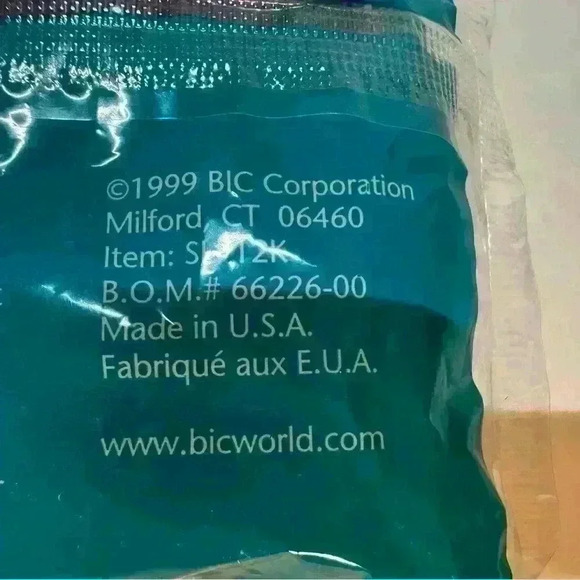 ©1999 BIC Corporation
Milford, CT 06460
Item:
B.O.M.# 66226-00
Made in U.S.A.
Fabriqué aux E.U.A.
www.bicworld.com